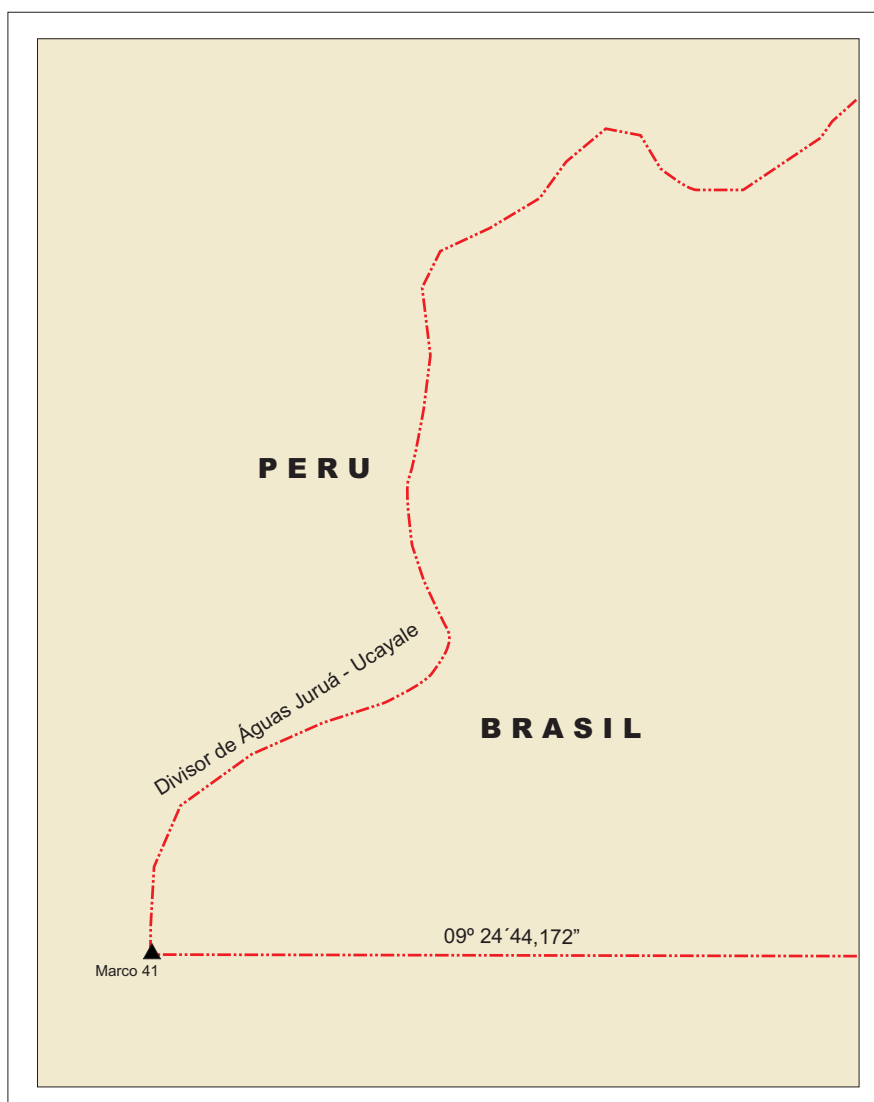 PERU
Divisor de Águas Juruá - Ucayale
BRASIL
09º 24´44,172”
Marco 41